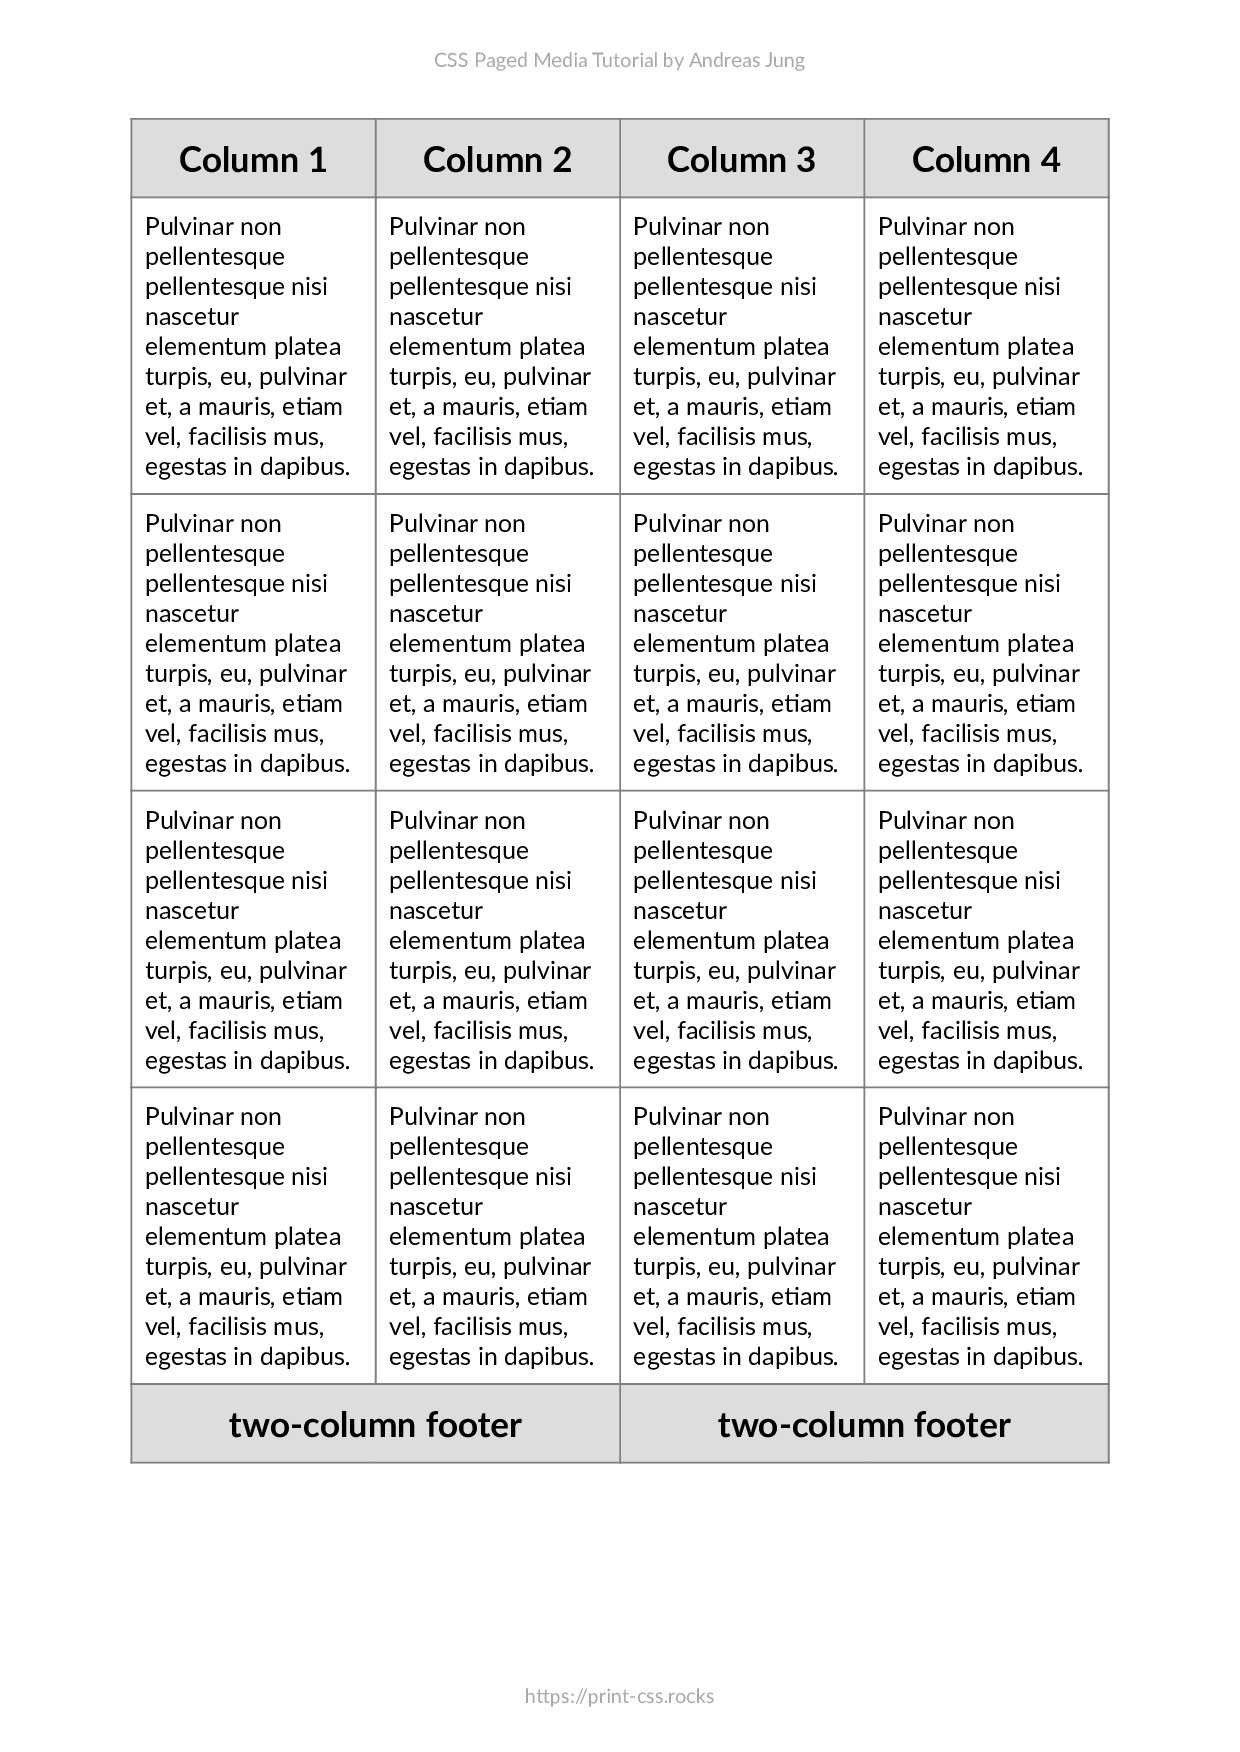 CSS Paged Media Tutorial by Andreas Jung
Column 1 Column 2 Column 3 Column 4
Pulvinar non Pulvinar non Pulvinar non Pulvinar non
pellentesque pellentesque pellentesque pellentesque
pellentesque nisi pellentesque nisi pellentesque nisi pellentesque nisi
nascetur nascetur nascetur nascetur
elementum platea elementum platea elementum platea elementum platea
turpis, eu, pulvinar turpis, eu, pulvinar turpis, eu, pulvinar turpis, eu, pulvinar
et, a mauris, etiam et, a mauris, etiam et, a mauris, etiam et, a mauris, etiam
vel, facilisis mus, vel, facilisis mus, vel, facilisis mus, vel, facilisis mus,
egestas in dapibus. egestas in dapibus. egestas in dapibus. egestas in dapibus.
Pulvinar non Pulvinar non Pulvinar non Pulvinar non
pellentesque pellentesque pellentesque pellentesque
pellentesque nisi pellentesque nisi pellentesque nisi pellentesque nisi
nascetur nascetur nascetur nascetur
elementum platea elementum platea elementum platea elementum platea
turpis, eu, pulvinar turpis, eu, pulvinar turpis, eu, pulvinar turpis, eu, pulvinar
et, a mauris, etiam et, a mauris, etiam et, a mauris, etiam et, a mauris, etiam
vel, facilisis mus, vel, facilisis mus, vel, facilisis mus, vel, facilisis mus,
egestas in dapibus. egestas in dapibus. egestas in dapibus. egestas in dapibus.
Pulvinar non Pulvinar non Pulvinar non Pulvinar non
pellentesque pellentesque pellentesque pellentesque
pellentesque nisi pellentesque nisi pellentesque nisi pellentesque nisi
nascetur nascetur nascetur nascetur
elementum platea elementum platea elementum platea elementum platea
turpis, eu, pulvinar turpis, eu, pulvinar turpis, eu, pulvinar turpis, eu, pulvinar
et, a mauris, etiam et, a mauris, etiam et, a mauris, etiam et, a mauris, etiam
vel, facilisis mus, vel, facilisis mus, vel, facilisis mus, vel, facilisis mus,
egestas in dapibus. egestas in dapibus. egestas in dapibus. egestas in dapibus.
Pulvinar non Pulvinar non Pulvinar non Pulvinar non
pellentesque pellentesque pellentesque pellentesque
pellentesque nisi pellentesque nisi pellentesque nisi pellentesque nisi
nascetur nascetur nascetur nascetur
elementum platea elementum platea elementum platea elementum platea
turpis, eu, pulvinar turpis, eu, pulvinar turpis, eu, pulvinar turpis, eu, pulvinar
et, a mauris, etiam et, a mauris, etiam et, a mauris, etiam et, a mauris, etiam
vel, facilisis mus, vel, facilisis mus, vel, facilisis mus, vel, facilisis mus,
egestas in dapibus. egestas in dapibus. egestas in dapibus. egestas in dapibus.
two-column footer two-column footer
https://print-css.rocks